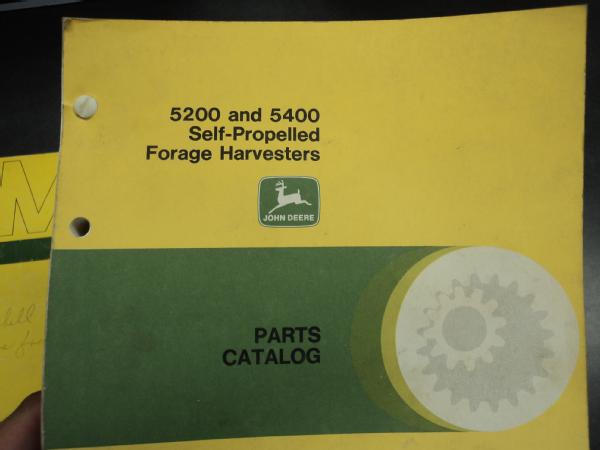 5200 and 5400
Self-Propelled
Forage Harvesters
JOHN DEERE
PARTS
CATALOG
M